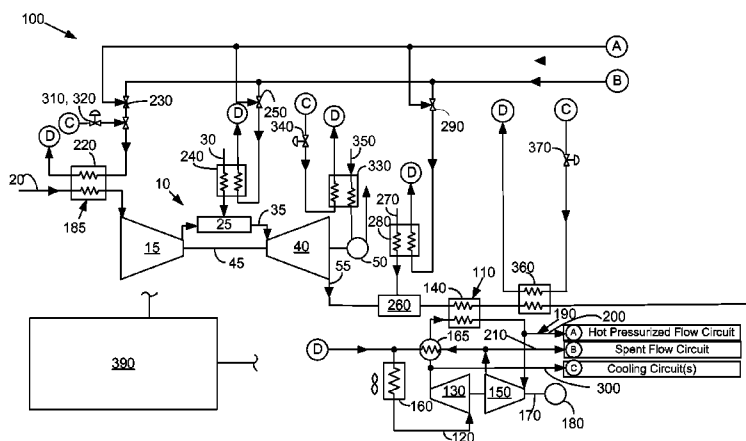 100
A
B
310, 320
C
230
250
C
D
290
D
C
D
30
D
340
350
370
220
240
330
D
20
10
270
280
185
25
35
360
15
40
50
140
110
45
55
190
200
260
A Hot Pressurized Flow Circuit
165
210
D
B Spent Flow Circuit
390
C Cooling Circuit(s)
130
150
300
160
170
180
120